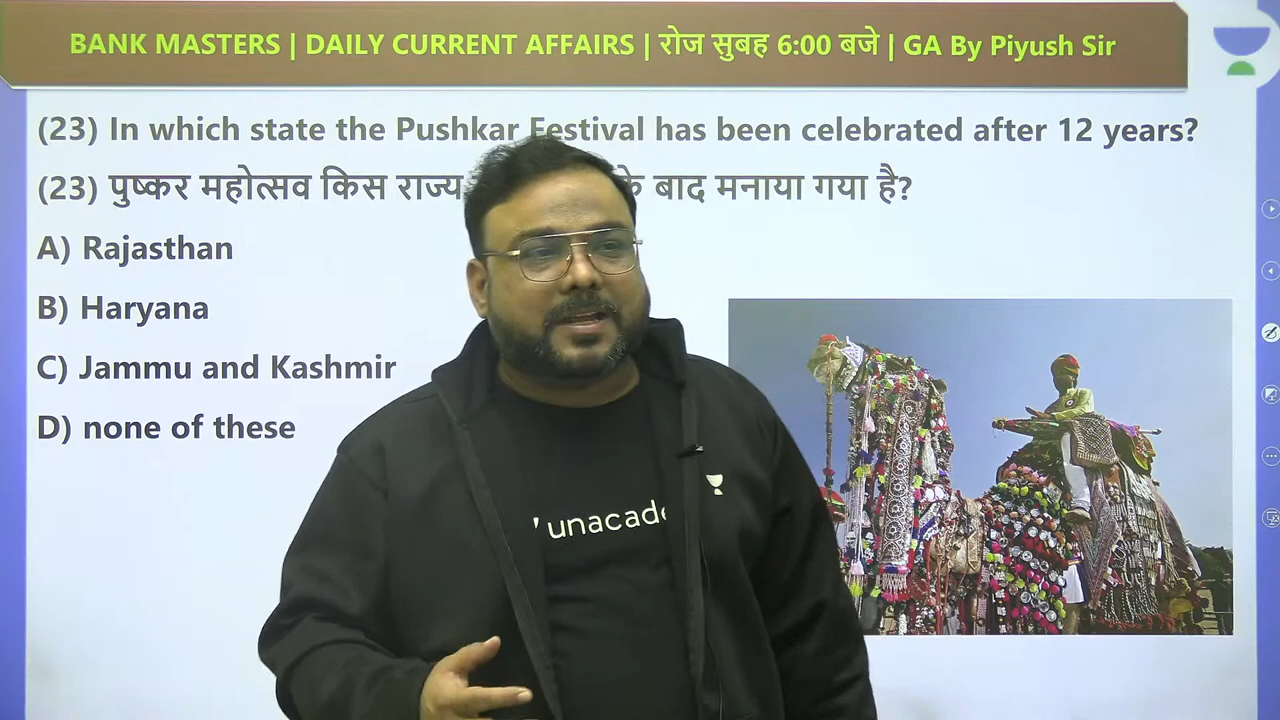 BANK MASTERS | DAILY CURRENT AFFAIRS | रोज सुबह 6:00 बजे | GA By Piyush Sir
(23) In which state the Pushkar Festival has been celebrated after 12 years?
(23) पुष्कर महोत्सव किस राज्य के बाद मनाया गया है?
A) Rajasthan
B) Haryana
C) Jammu and Kashmir
D) none of these
unacade